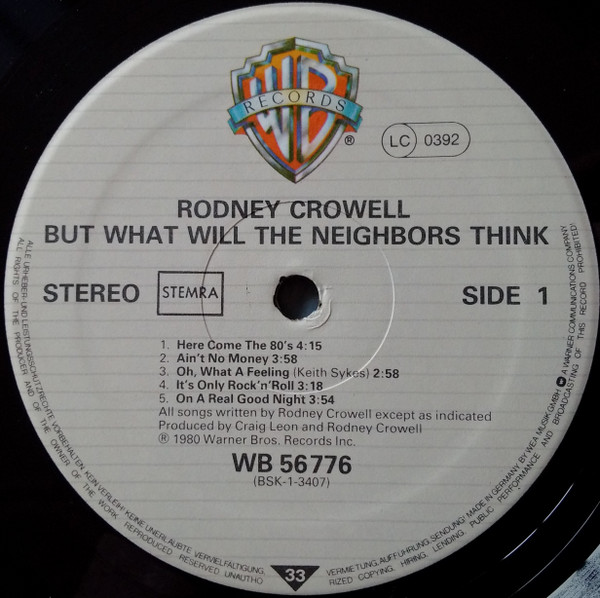 WB
RECORDS
®
LC 0392
RODNEY CROWELL
BUT WHAT WILL THE NEIGHBORS THINK
STEREO STEMRA SIDE 1
1. Here Come The 80's 4:15
2. Ain't No Money 3:58
3. Oh, What A Feeling (Keith Sykes) 2:58
4. It's Only Rock'n'Roll 3:18
5. On A Real Good Night 3:54
All songs written by Rodney Crowell except as indicated
Produced by Craig Leon and Rodney Crowell
℗ 1980 Warner Bros. Records Inc.
WB 56 776
(BSK-1-3407)
33
ALLE URHEBER- UND LEISTUNGSSCHUTZRECHTE VORBEHALTEN. KEIN VERLEIH! KEINE UNERLAUBTE VERVIELFÄLTIGUNG, VERMIETUNG, AUFFÜHRUNG, SENDUNG! MADE IN GERMANY BY WEA MUSIK GMBH, A WARNER COMMUNICATIONS COMPANY
ALL RIGHTS OF THE PRODUCER AND OF THE OWNER OF THE WORK REPRODUCED RESERVED UNAUTHORIZED COPYING, HIRING, LENDING PUBLIC PERFORMANCE AND BROADCASTING OF THIS RECORD PROHIBITED!